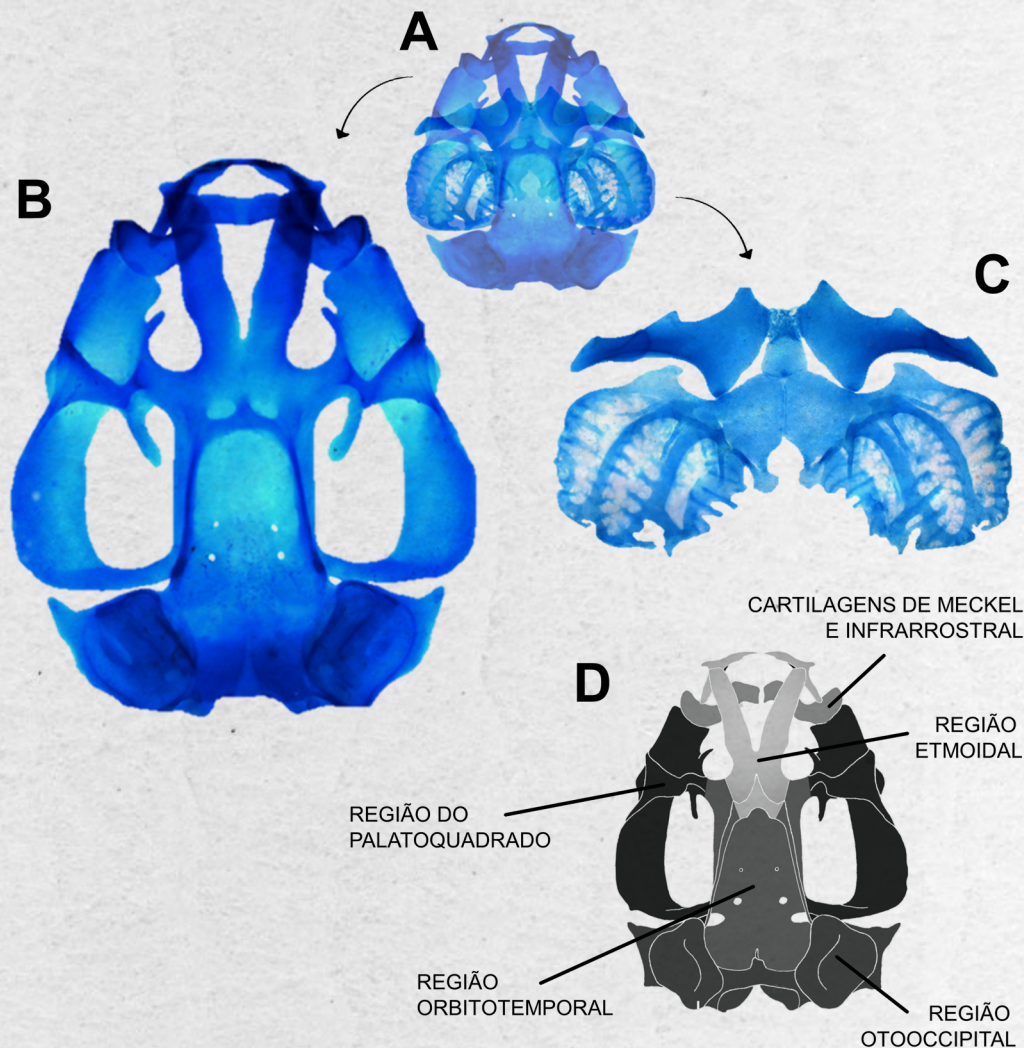 A
B
C
CARTILAGENS DE MECKEL
E INFRARROSTRAL
D
REGIÃO
ETMOIDAL
REGIÃO DO
PALATOQUADRADO
REGIÃO
ORBITOTEMPORAL
REGIÃO
OTOOCCIPITAL